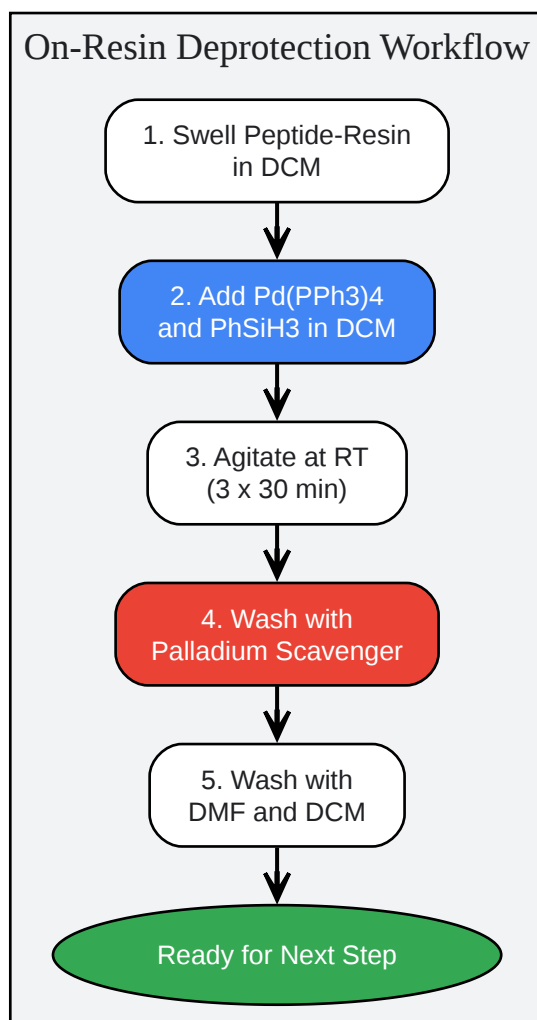 On-Resin Deprotection Workflow
1. Swell Peptide-Resin
in DCM
2. Add Pd(PPh3)4
and PhSiH3 in DCM
3. Agitate at RT
(3 x 30 min)
4. Wash with
Palladium Scavenger
5. Wash with
DMF and DCM
Ready for Next Step